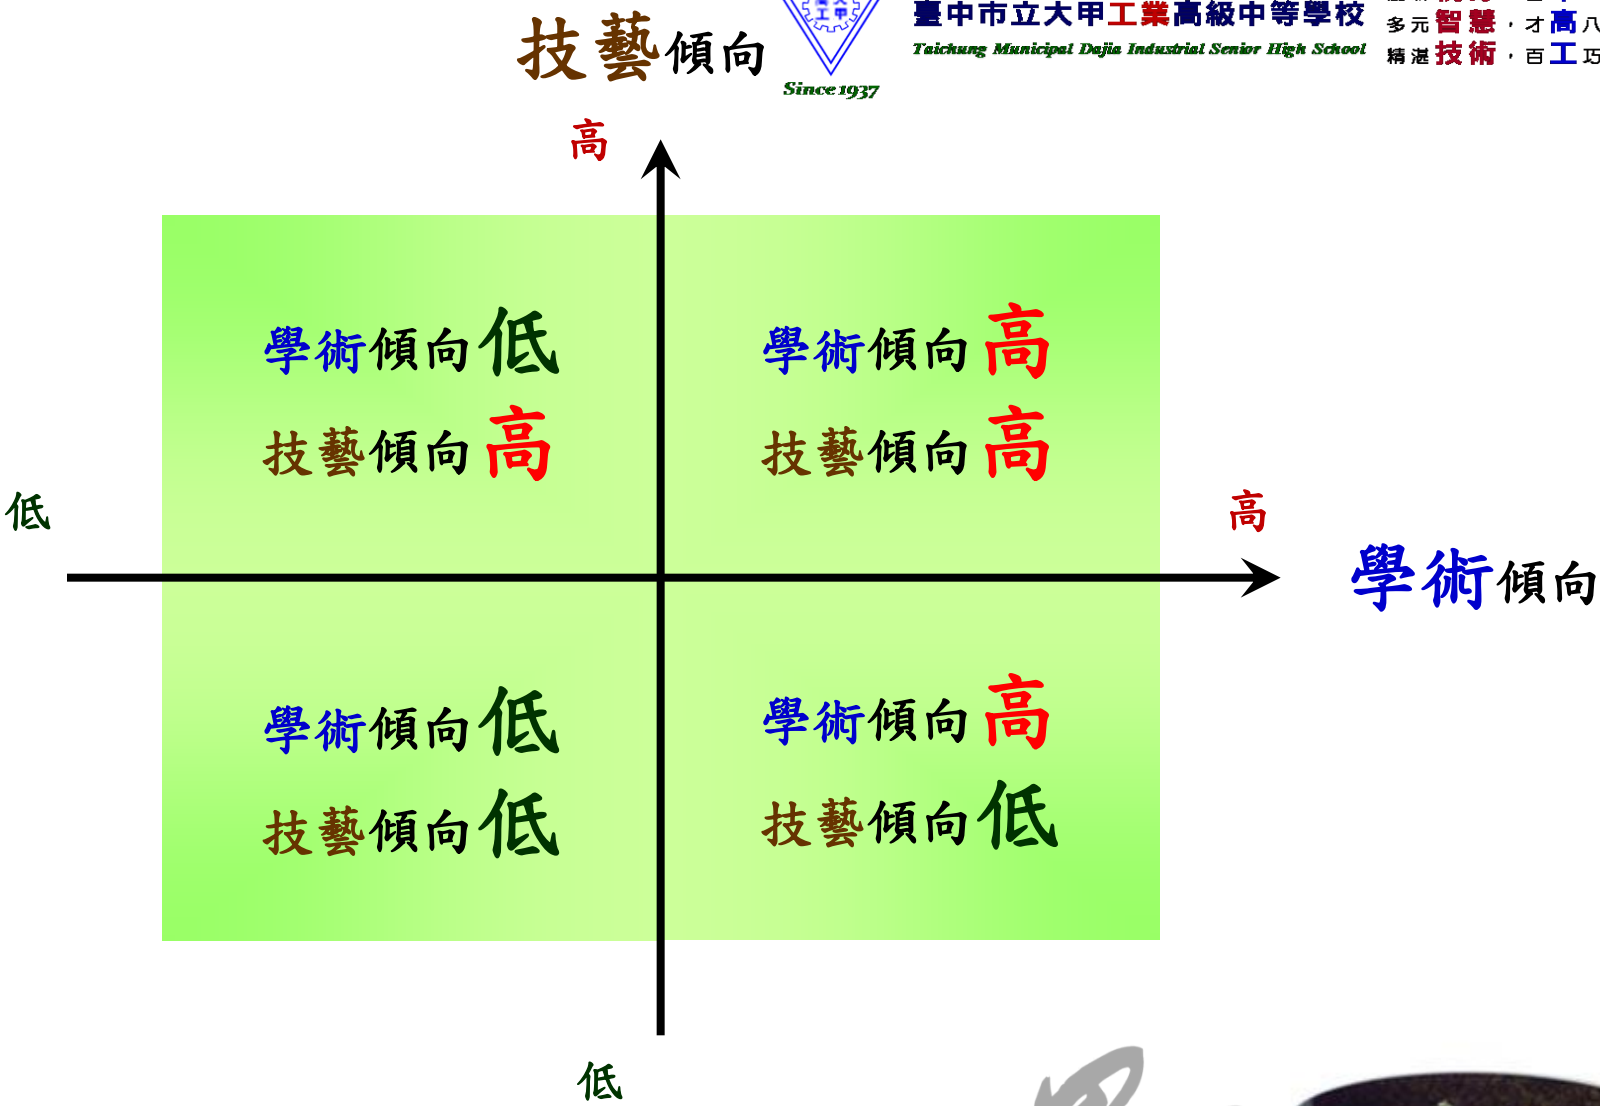 技藝傾向
臺中市立大甲工業高級中等學校
Taichung Municipal Dajia Industrial Senior High School
多元智慧，才高八
精湛技術，百工巧
Since 1937
高
學術傾向低
技藝傾向高
學術傾向高
技藝傾向高
低
高
學術傾向
學術傾向低
技藝傾向低
學術傾向高
技藝傾向低
低